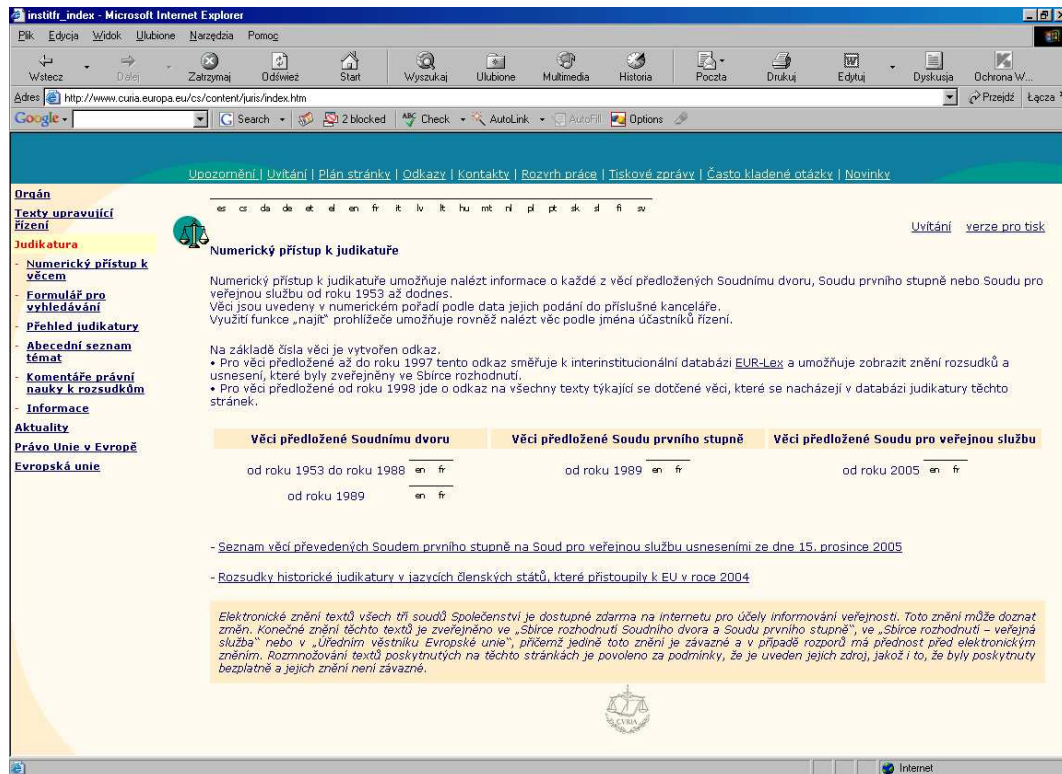 institfr_index - Microsoft Internet Explorer
Plik Edycja Widok Ulubione Narzędzia Pomoc
Wstecz Dalej Zatrzymaj Odśwież Start Wyszukaj Ulubione Multimedia Historia Poczta Drukuj Edytuj Dyskusja Ochrona W...
Adres http://www.curia.europa.eu/cs/content/juris/index.htm Przejdź Łącza
Google Search 2 blocked ABC Check AutoLink AutoFill Options
Upozornění | Uvítání | Plán stránky | Odkazy | Kontakty | Rozvrh práce | Tiskové zprávy | Často kladené otázky | Novinky
Orgán
Texty upravující
řízení
Judikatura
- Numerický přístup k
věcem
- Formulář pro
vyhledávání
- Přehled judikatury
- Abecední seznam
témat
- Komentáře právní
nauky k rozsudkům
- Informace
Aktuality
Právo Unie v Evropě
Evropská unie
es cs da de et el en fr it lv lt hu mt nl pl pt sk sl fi sv
Uvítání verze pro tisk
Numerický přístup k judikatuře
Numerický přístup k judikatuře umožňuje nalézt informace o každé z věcí předložených Soudnímu dvoru, Soudu prvního stupně nebo Soudu pro
veřejnou službu od roku 1953 až dodnes.
Věci jsou uvedeny v numerickém pořadí podle data jejich podání do příslušné kanceláře.
Využití funkce „najít" prohlížeče umožňuje rovněž nalézt věc podle jména účastníků řízení.
Na základě čísla věci je vytvořen odkaz.
• Pro věci předložené až do roku 1997 tento odkaz směřuje k interinstitucionální databázi EUR-Lex a umožňuje zobrazit znění rozsudků a
usnesení, které byly zveřejněny ve Sbírce rozhodnutí.
• Pro věci předložené od roku 1998 jde o odkaz na všechny texty týkající se dotčené věci, které se nacházejí v databázi judikatury těchto
stránek.
Věci předložené Soudnímu dvoru Věci předložené Soudu prvního stupně Věci předložené Soudu pro veřejnou službu
od roku 1953 do roku 1988 en fr od roku 1989 en fr od roku 2005 en fr
od roku 1989 en fr
- Seznam věcí převedených Soudem prvního stupně na Soud pro veřejnou službu usneseními ze dne 15. prosince 2005
- Rozsudky historické judikatury v jazycích členských států, které přistoupily k EU v roce 2004
Elektronické znění textů všech tří soudů Společenství je dostupné zdarma na internetu pro účely informování veřejnosti. Toto znění může doznat
změn. Konečné znění těchto textů je zveřejněno ve „Sbírce rozhodnutí Soudního dvora a Soudu prvního stupně", ve „Sbírce rozhodnutí – veřejná
služba" nebo v „Úředním věstníku Evropské unie", přičemž jedině toto znění je závazné a v případě rozporů má přednost před elektronickým
zněním. Rozmnožování textů poskytnutých na těchto stránkách je povoleno za podmínky, že je uveden jejich zdroj, jakož i to, že byly poskytnuty
bezplatně a jejich znění není závazné.
CVRIA
Internet